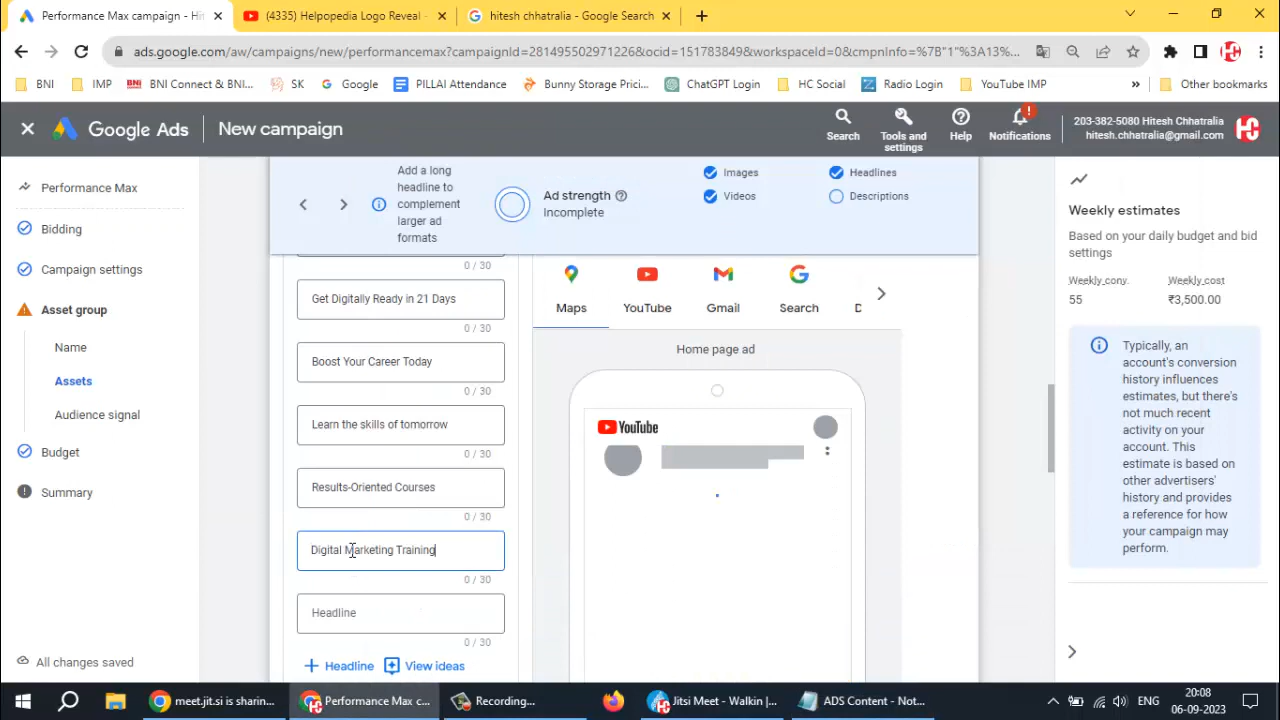 Performance Max campaign - Hit
(4335) Helpopedia Logo Reveal -
hitesh chhatralia - Google Search
ads.google.com/aw/campaigns/new/performancemax?campaignId=281495502971226&ocid=151783849&workspaceId=0&cmpnInfo=%7B"1"%3A13%...
BNI
IMP
BNI Connect & BNI...
SK
Google
PILLAI Attendance
Bunny Storage Prici...
ChatGPT Login
HC Social
Radio Login
YouTube IMP
Other bookmarks
Google Ads
New campaign
Search
Tools and settings
Help
Notifications
203-382-5080 Hitesh Chhatralia
hitesh.chhatralia@gmail.com
Performance Max
Bidding
Campaign settings
Asset group
Name
Assets
Audience signal
Budget
Summary
All changes saved
Add a long
headline to
complement
larger ad
formats
Ad strength
Incomplete
Images
Headlines
Videos
Descriptions
0 / 30
Get Digitally Ready in 21 Days
0 / 30
Boost Your Career Today
0 / 30
Learn the skills of tomorrow
0 / 30
Results-Oriented Courses
0 / 30
Digital Marketing Training
0 / 30
Headline
0 / 30
Headline
View ideas
Maps
YouTube
Gmail
Search
D
Home page ad
YouTube
Weekly estimates
Based on your daily budget and bid
settings
Weekly conv.
Weekly cost
55
₹3,500.00
Typically, an
account's conversion
history influences
estimates, but there's
not much recent
activity on your
account. This
estimate is based on
other advertisers'
history and provides
a reference for how
your campaign may
perform.
meet.jit.si is sharin...
Performance Max c...
Recording...
Jitsi Meet - Walkin |...
ADS Content - Not...
ENG
20:08
06-09-2023